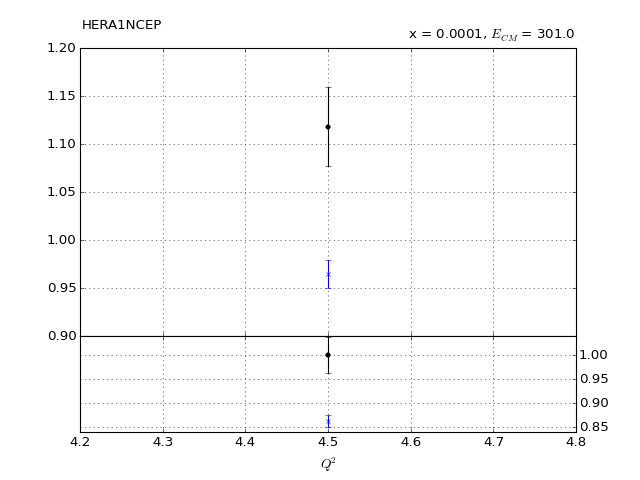 HERA1NCEP
x = 0.0001, E_CM = 301.0
1.20
1.15
1.10
1.05
1.00
0.95
0.90
1.00
0.95
0.90
0.85
4.2 4.3 4.4 4.5 4.6 4.7 4.8
Q²